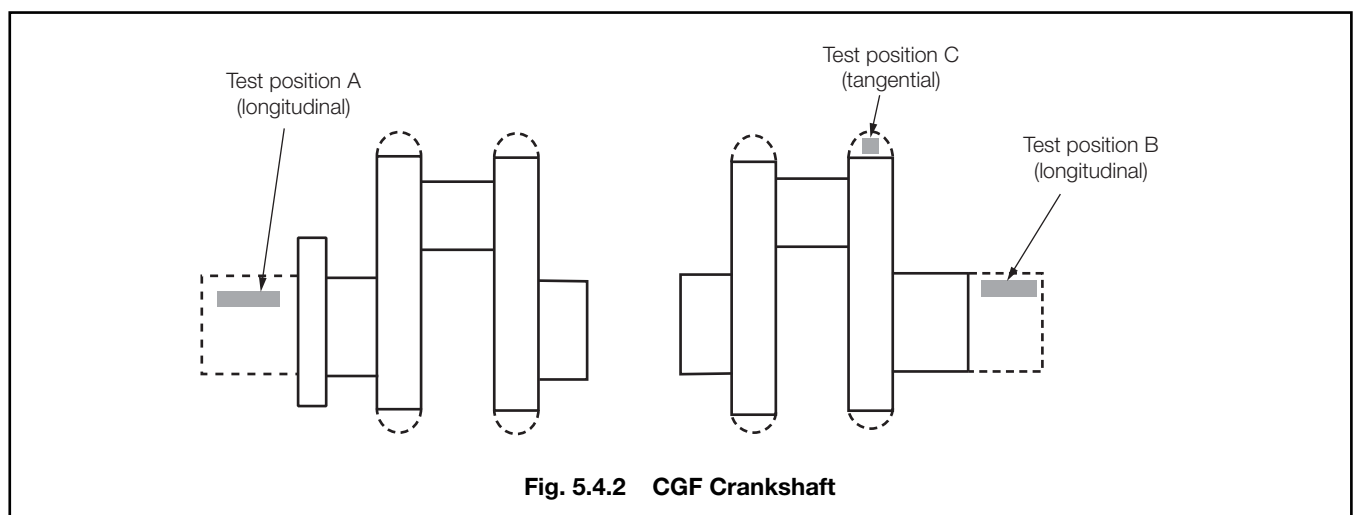 Test position A
(longitudinal)
Test position C
(tangential)
Test position B
(longitudinal)
Fig. 5.4.2 CGF Crankshaft